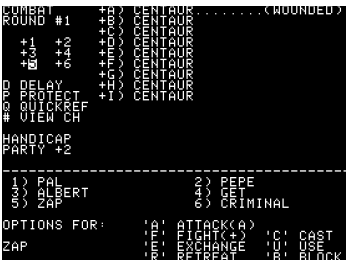 COMBAT +A) CENTAUR........(WOUNDED)
ROUND #1 +B) CENTAUR
+C) CENTAUR
+1 +2 +D) CENTAUR
+3 +4 +E) CENTAUR
+5 +6 +F) CENTAUR
+G) CENTAUR
D DELAY +H) CENTAUR
P PROTECT +I) CENTAUR
Q QUICKREF
# VIEW CH
HANDICAP
PARTY +2
1) PAL 2) PEPE
3) ALBERT 4) GET
5) ZAP 6) CRIMINAL
OPTIONS FOR: 'A' ATTACK(A)
'F' FIGHT(+) 'C' CAST
ZAP 'E' EXCHANGE 'U' USE
'R' RETREAT 'B' BLOCK